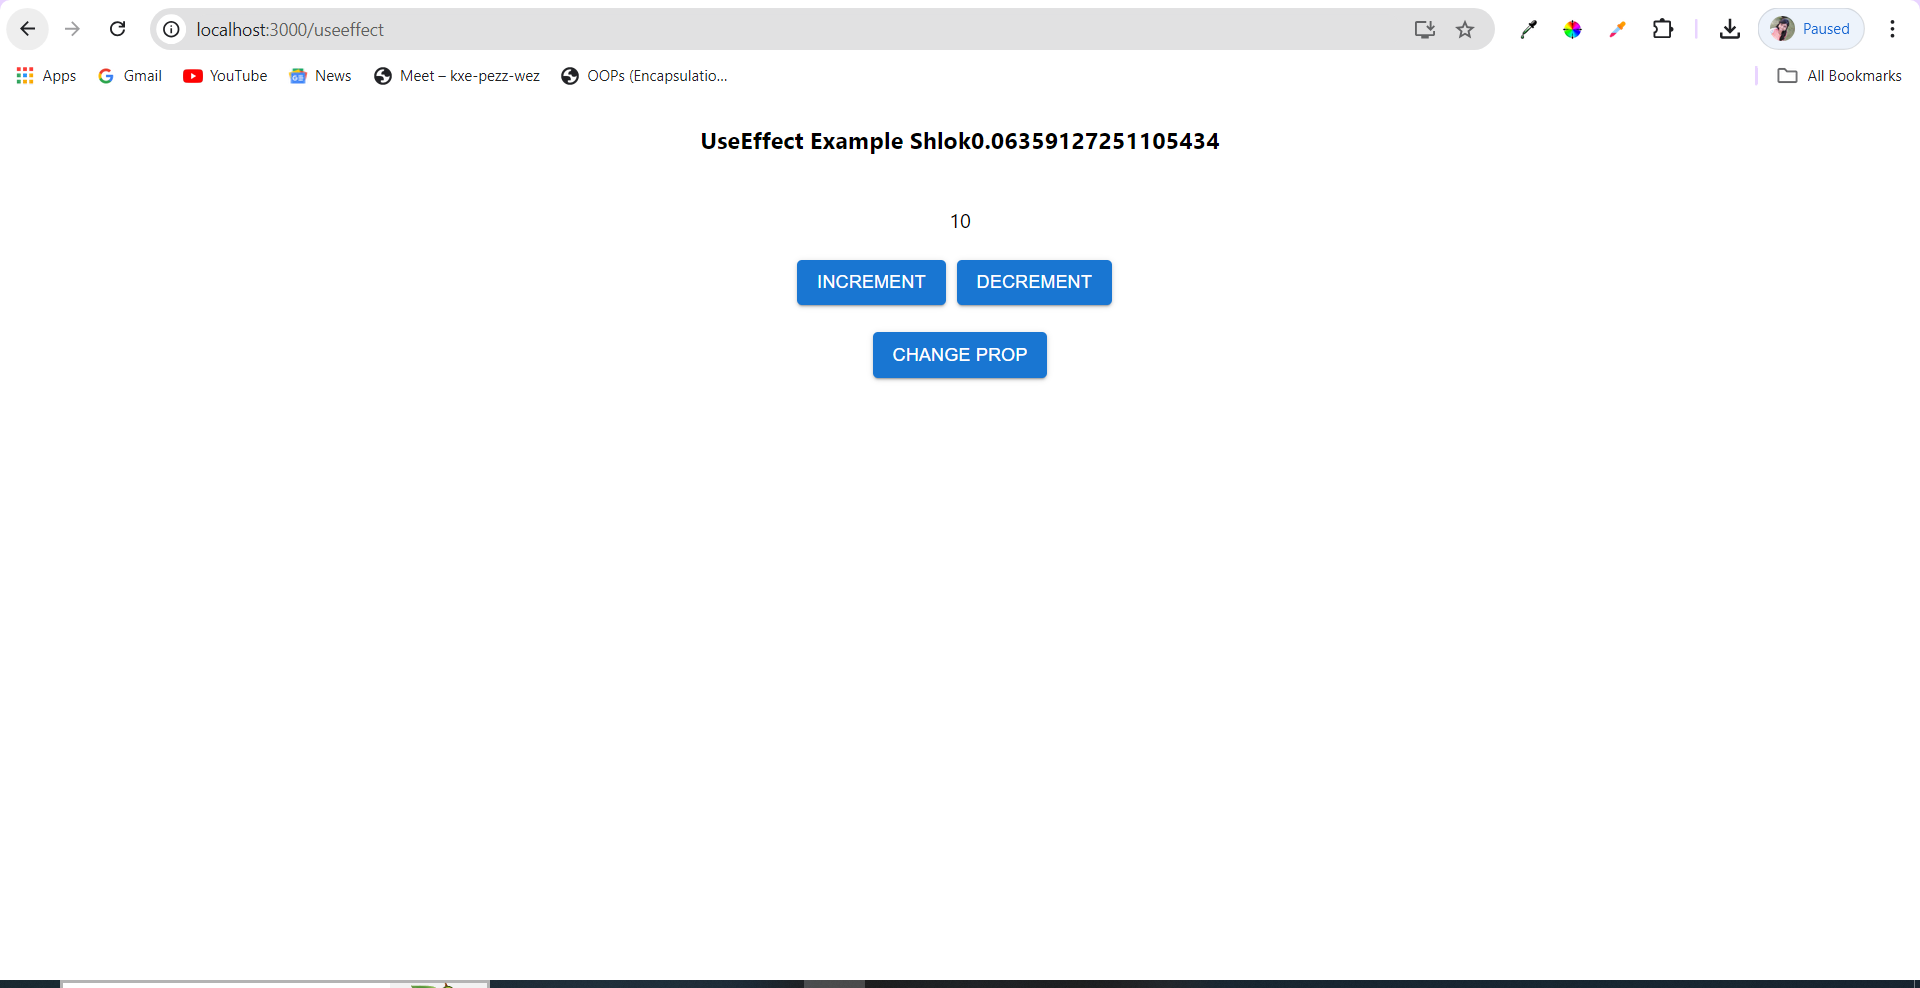 localhost:3000/useeffect
Paused
Apps Gmail YouTube News Meet – kxe-pezz-wez OOPs (Encapsulatio... All Bookmarks
UseEffect Example Shlok0.06359127251105434
10
INCREMENT DECREMENT
CHANGE PROP